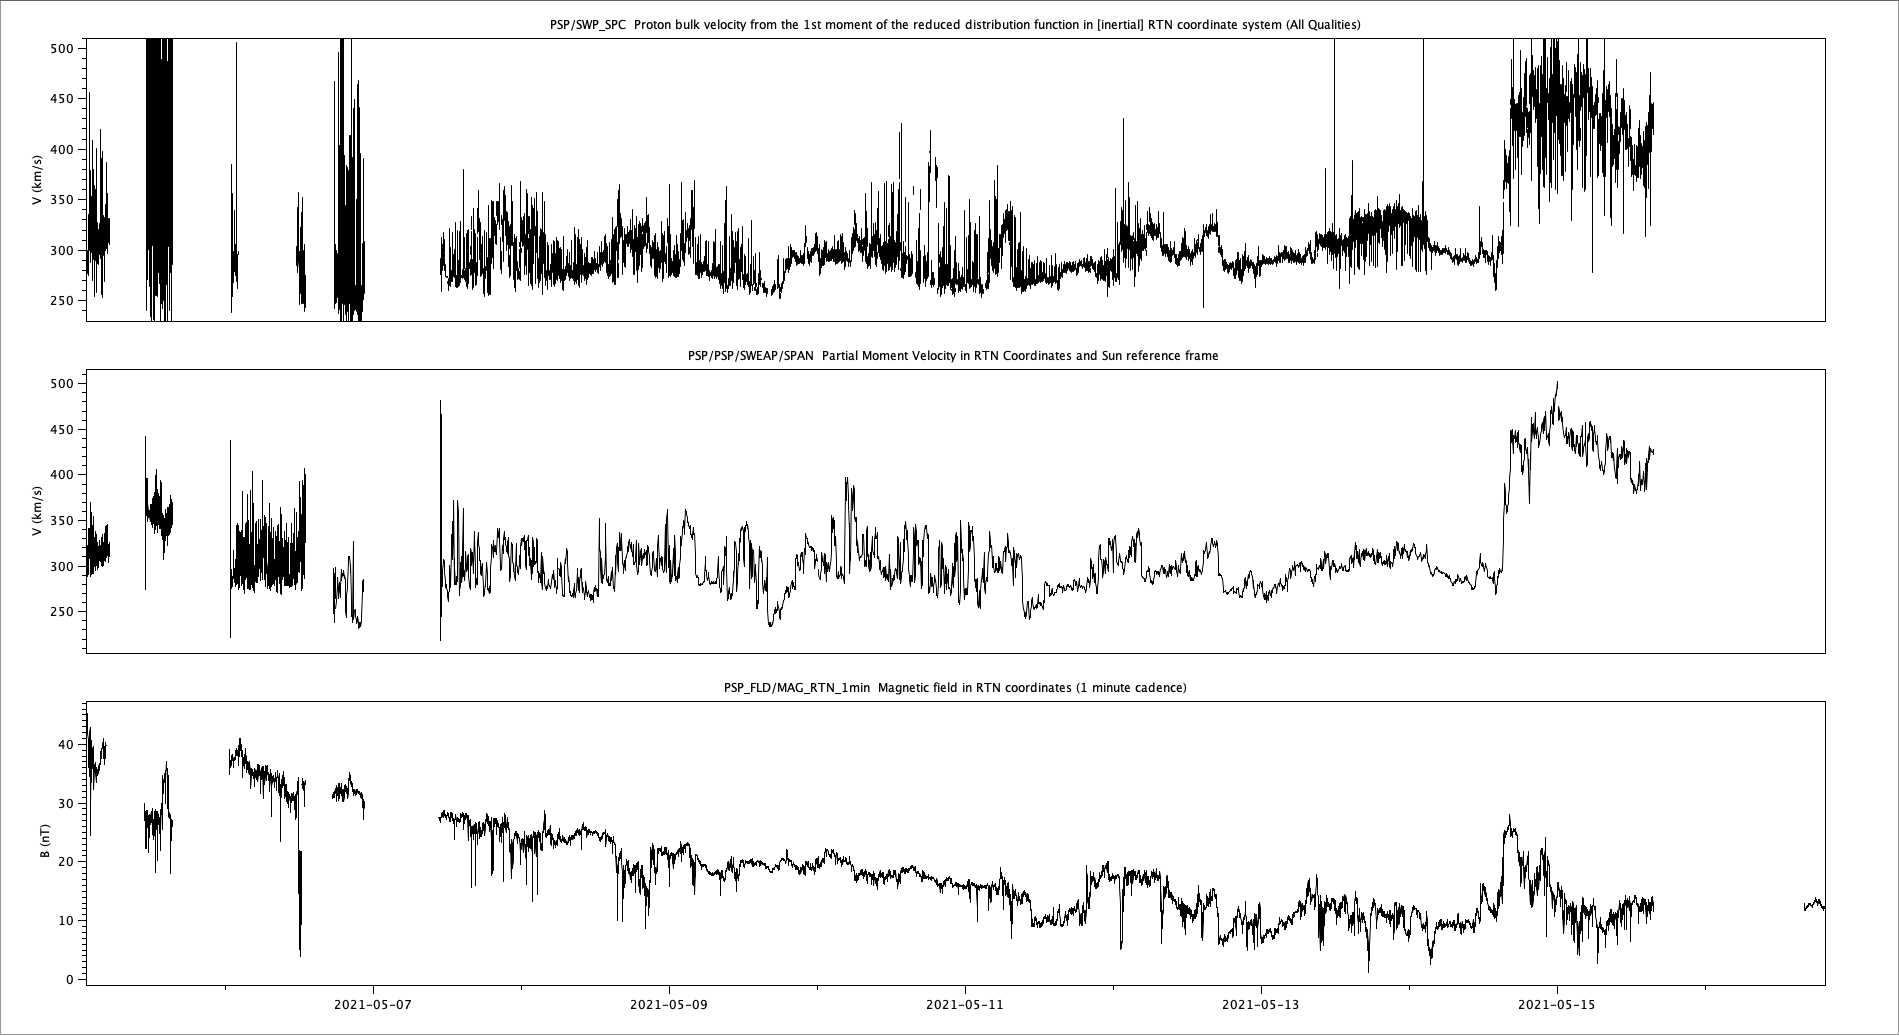 PSP/SWP_SPC  Proton bulk velocity from the 1st moment of the reduced distribution function in [inertial] RTN coordinate system (All Qualities)
500
450
400
350
300
250
V (km/s)
PSP/PSP/SWEAP/SPAN  Partial Moment Velocity in RTN Coordinates and Sun reference frame
500
450
400
350
300
250
V (km/s)
PSP_FLD/MAG_RTN_1min  Magnetic field in RTN coordinates (1 minute cadence)
40
30
20
10
0
B (nT)
2021-05-07 2021-05-09 2021-05-11 2021-05-13 2021-05-15